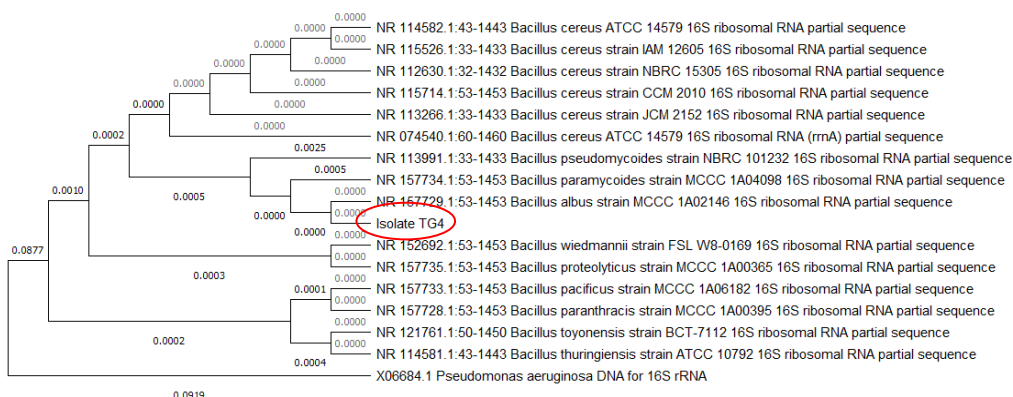 0.0000
NR 114582.1:43-1443 Bacillus cereus ATCC 14579 16S ribosomal RNA partial sequence
0.0000
0.0000
NR 115526.1:33-1433 Bacillus cereus strain IAM 12605 16S ribosomal RNA partial sequence
0.0000
0.0000
NR 112630.1:32-1432 Bacillus cereus strain NBRC 15305 16S ribosomal RNA partial sequence
0.0000
0.0000
NR 115714.1:53-1453 Bacillus cereus strain CCM 2010 16S ribosomal RNA partial sequence
0.0000
0.0000
NR 113266.1:33-1433 Bacillus cereus strain JCM 2152 16S ribosomal RNA partial sequence
0.0000
0.0002
NR 074540.1:60-1460 Bacillus cereus ATCC 14579 16S ribosomal RNA (rrnA) partial sequence
0.0025
NR 113991.1:33-1433 Bacillus pseudomycoides strain NBRC 101232 16S ribosomal RNA partial sequence
0.0005
NR 157734.1:53-1453 Bacillus paramycoides strain MCCC 1A04098 16S ribosomal RNA partial sequence
0.0010
0.0005
0.0000
NR 157729.1:53-1453 Bacillus albus strain MCCC 1A02146 16S ribosomal RNA partial sequence
0.0000
0.0000
Isolate TG4
0.0000
0.0000
NR 152692.1:53-1453 Bacillus wiedmannii strain FSL W8-0169 16S ribosomal RNA partial sequence
0.0877
0.0000
NR 157735.1:53-1453 Bacillus proteolyticus strain MCCC 1A00365 16S ribosomal RNA partial sequence
0.0003
0.0001
0.0000
NR 157733.1:53-1453 Bacillus pacificus strain MCCC 1A06182 16S ribosomal RNA partial sequence
0.0000
NR 157728.1:53-1453 Bacillus paranthracis strain MCCC 1A00395 16S ribosomal RNA partial sequence
0.0000
NR 121761.1:50-1450 Bacillus toyonensis strain BCT-7112 16S ribosomal RNA partial sequence
0.0002
0.0000
NR 114581.1:43-1443 Bacillus thuringiensis strain ATCC 10792 16S ribosomal RNA partial sequence
0.0004
X06684.1 Pseudomonas aeruginosa DNA for 16S rRNA
0.0919